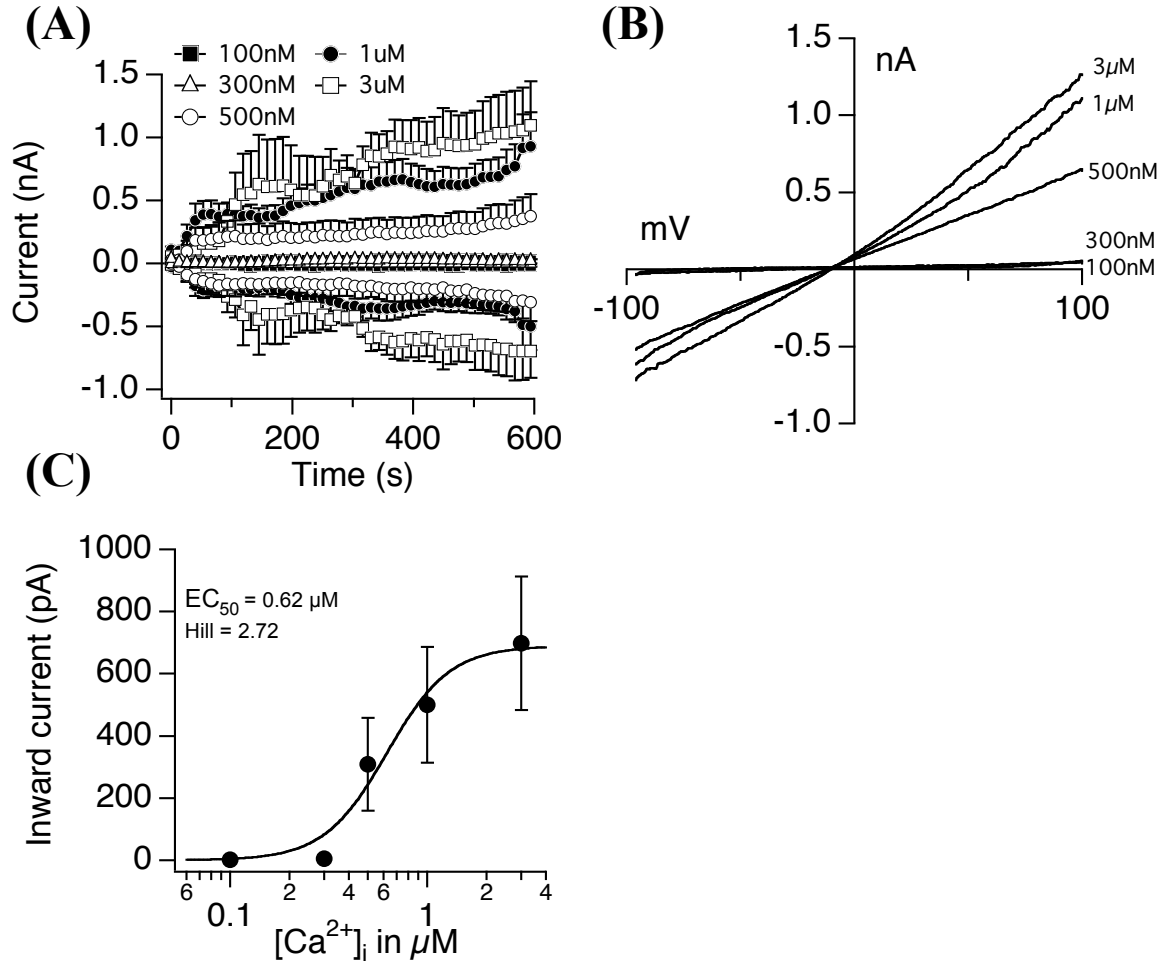 (A)
100nM
1uM
300nM
3uM
500nM
1.5
1.0
0.5
0.0
-0.5
-1.0
Current (nA)
0
200
400
600
Time (s)
(B)
1.5
nA
1.0
0.5
mV
-100
100
-0.5
-1.0
3µM
1µM
500nM
300nM
100nM
(C)
1000
800
600
400
200
0
Inward current (pA)
EC50 = 0.62 µM
Hill = 2.72
6
2
4
6
2
4
0.1
1
[Ca2+]i in µM